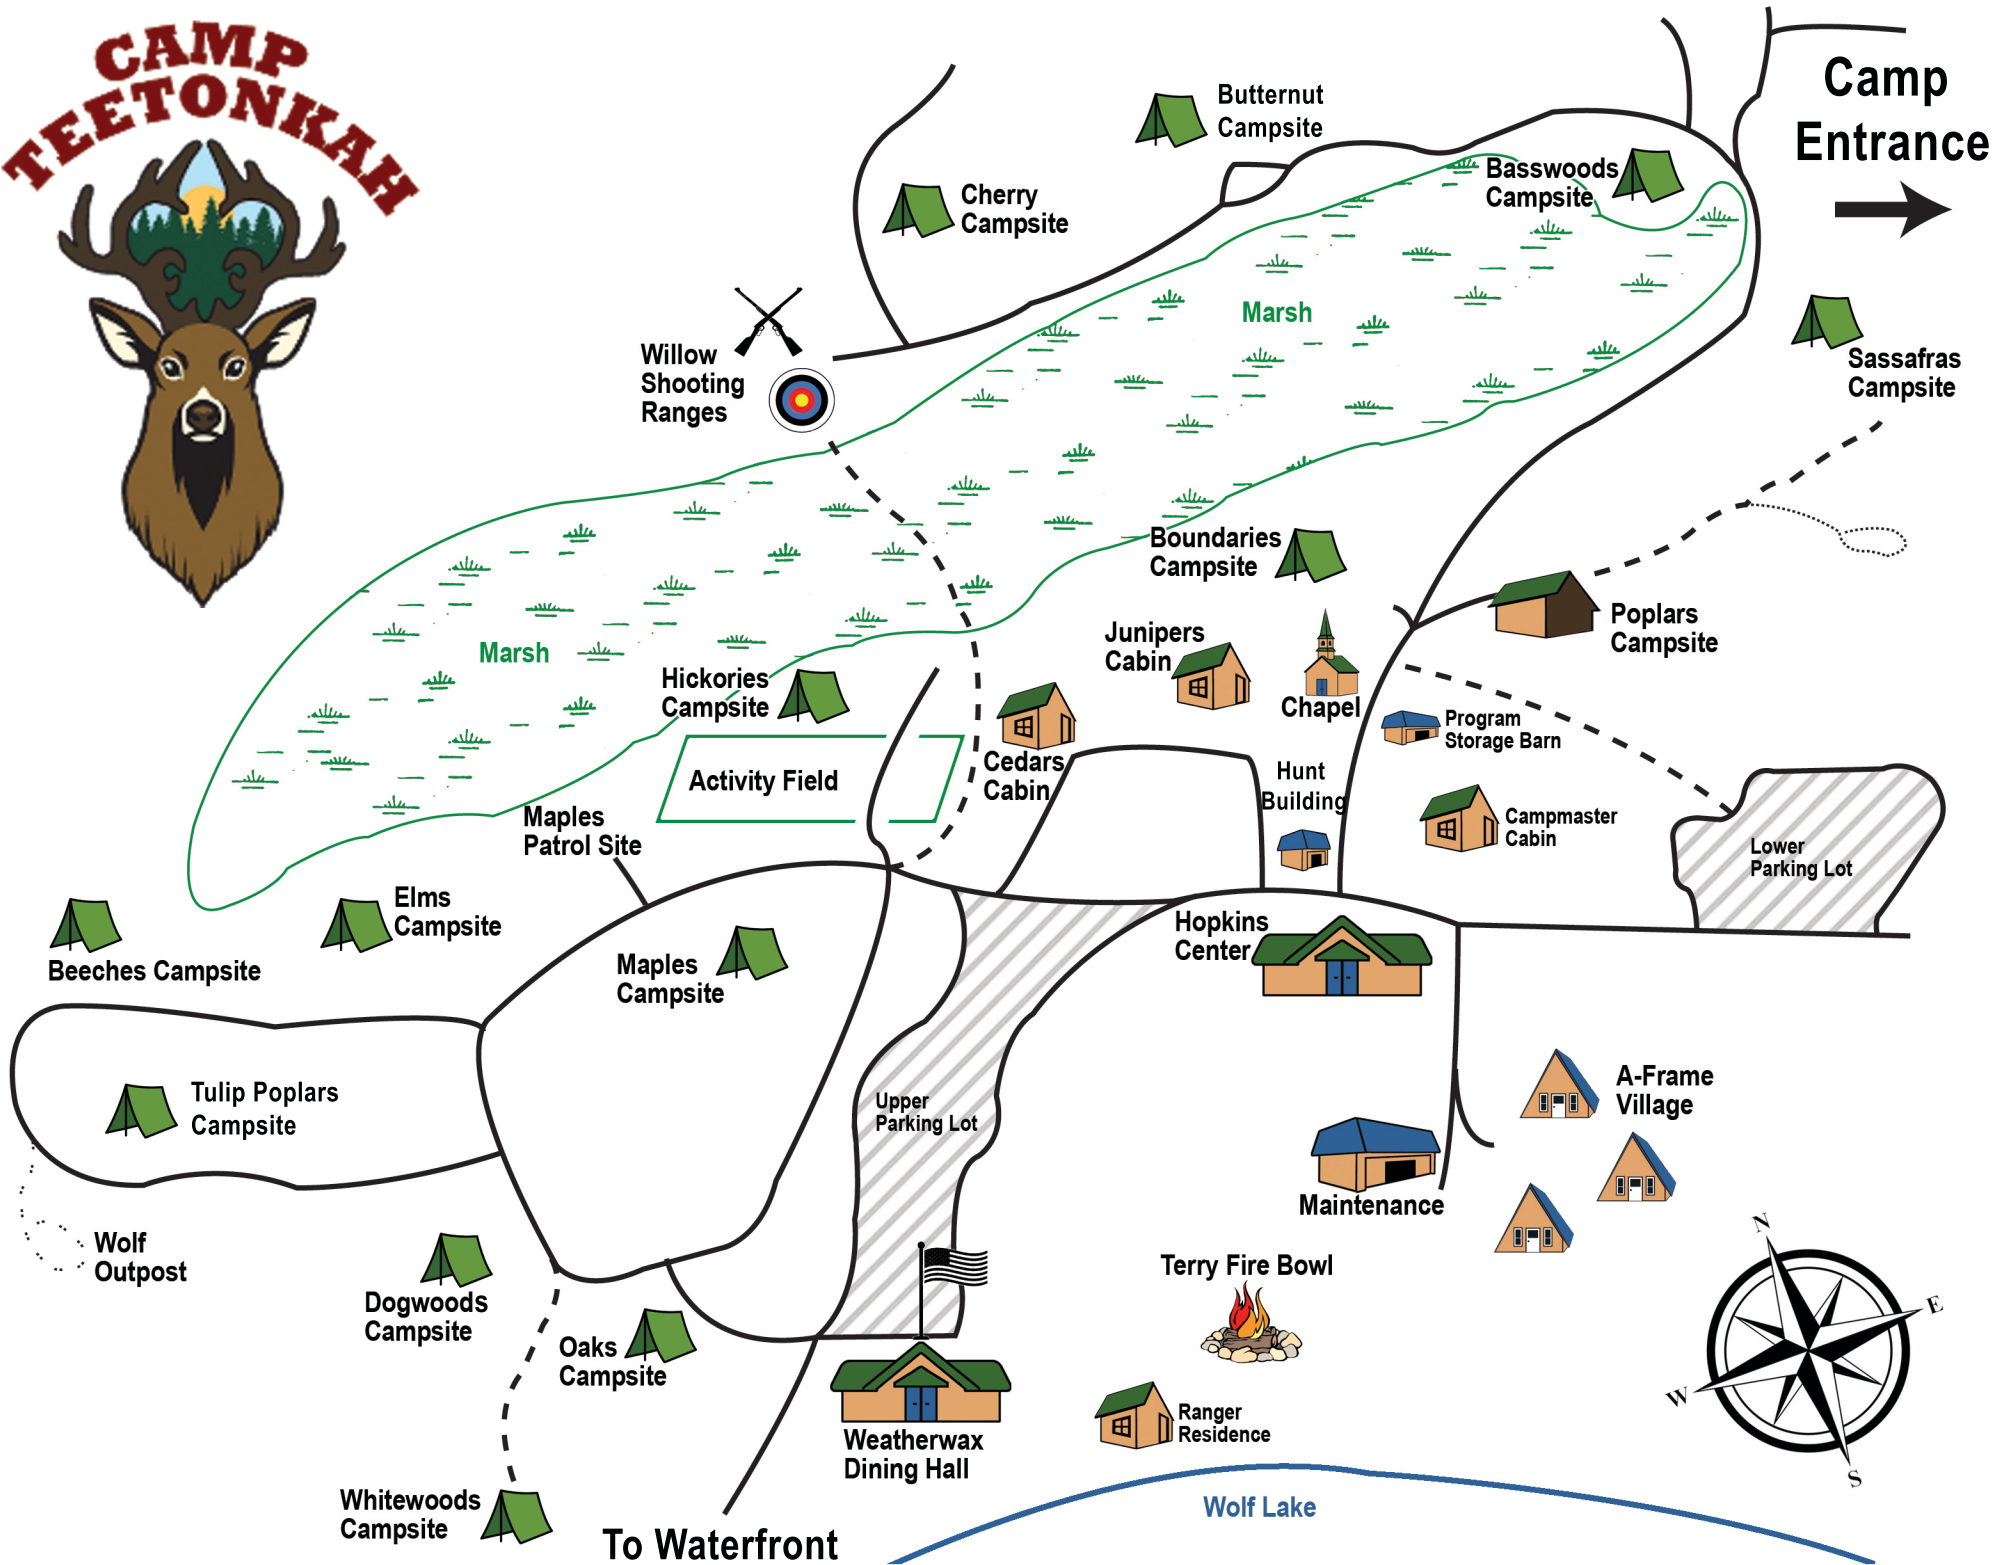 CAMP
TEETONKAH
Camp
Entrance
Butternut
Campsite
Basswoods
Campsite
Cherry
Campsite
Marsh
Willow
Shooting
Ranges
Sassafras
Campsite
Boundaries
Campsite
Poplars
Campsite
Junipers
Cabin
Marsh
Hickories
Campsite
Chapel
Program
Storage Barn
Cedars
Cabin
Activity Field
Hunt
Building
Maples
Patrol Site
Campmaster
Cabin
Lower
Parking Lot
Elms
Campsite
Beeches Campsite
Hopkins
Center
Maples
Campsite
Tulip Poplars
Campsite
Upper
Parking Lot
A-Frame
Village
Maintenance
Wolf
Outpost
Terry Fire Bowl
Dogwoods
Campsite
Oaks
Campsite
N
E
W
S
Ranger
Residence
Weatherwax
Dining Hall
Whitewoods
Campsite
Wolf Lake
To Waterfront